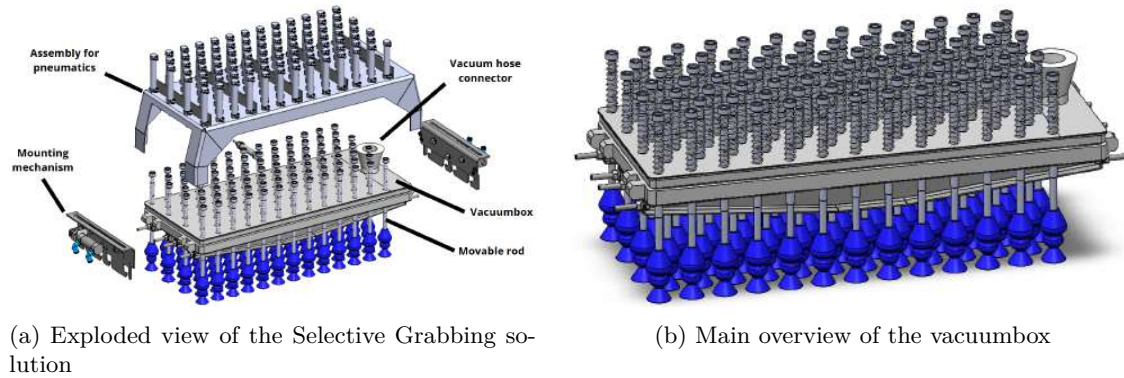 Assembly for
pneumatics
Vacuum hose
connector
Mounting
mechanism
Vacuumbox
Movable rod
(a) Exploded view of the Selective Grabbing so-
lution
(b) Main overview of the vacuumbox